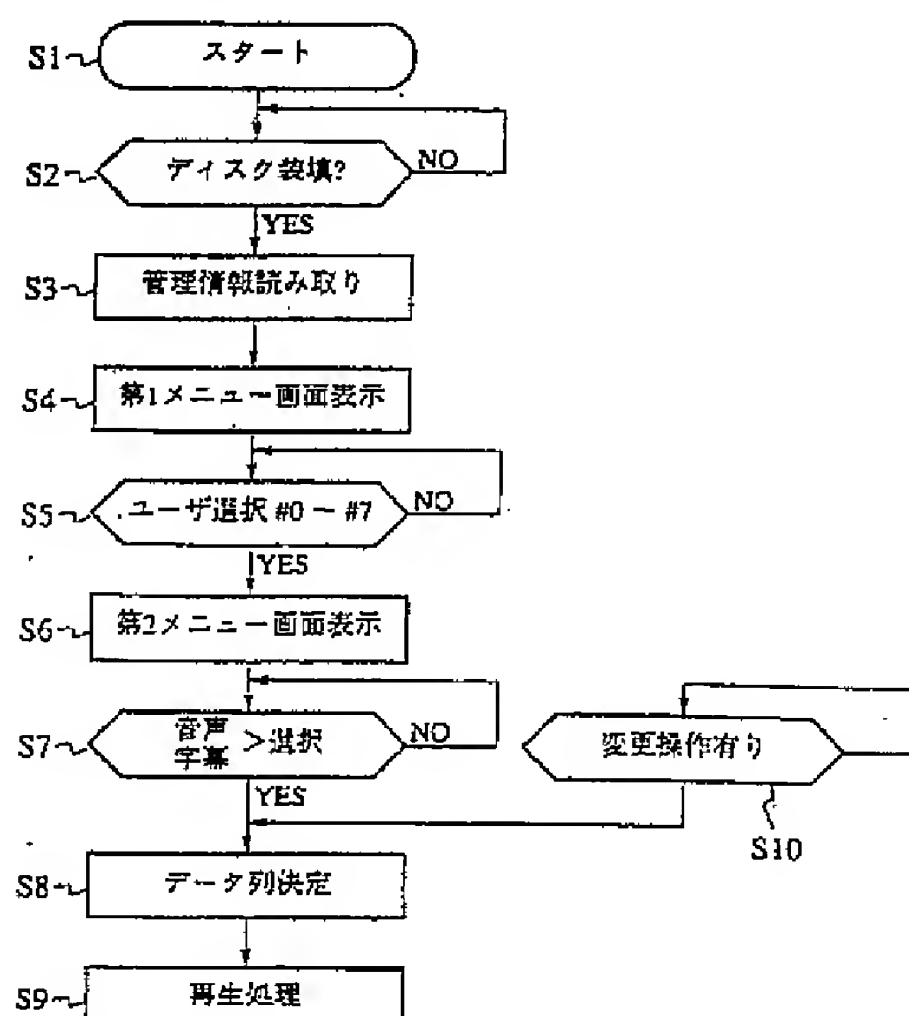 S1 スタート
S2 ディスク装填? NO
YES
S3 管理情報読み取り
S4 第1メニュー画面表示
S5 ユーザ選択 #0 ~ #7 NO
YES
S6 第2メニュー画面表示
S7 音声 字幕 >選択 NO
YES
変更操作有り
S10
S8 データ列決定
S9 再生処理